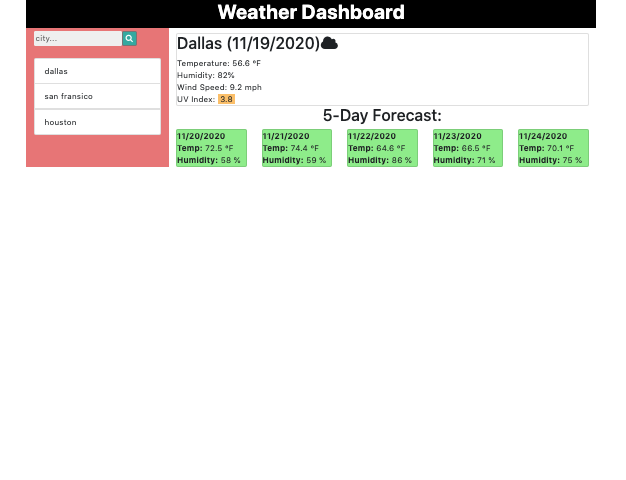 Weather Dashboard
city...
dallas
san fransico
houston
Dallas (11/19/2020)
Temperature: 56.6 °F
Humidity: 82%
Wind Speed: 9.2 mph
UV Index: 3.8
5-Day Forecast:
11/20/2020
Temp: 72.5 °F
Humidity: 58 %
11/21/2020
Temp: 74.4 °F
Humidity: 59 %
11/22/2020
Temp: 64.6 °F
Humidity: 86 %
11/23/2020
Temp: 66.5 °F
Humidity: 71 %
11/24/2020
Temp: 70.1 °F
Humidity: 75 %